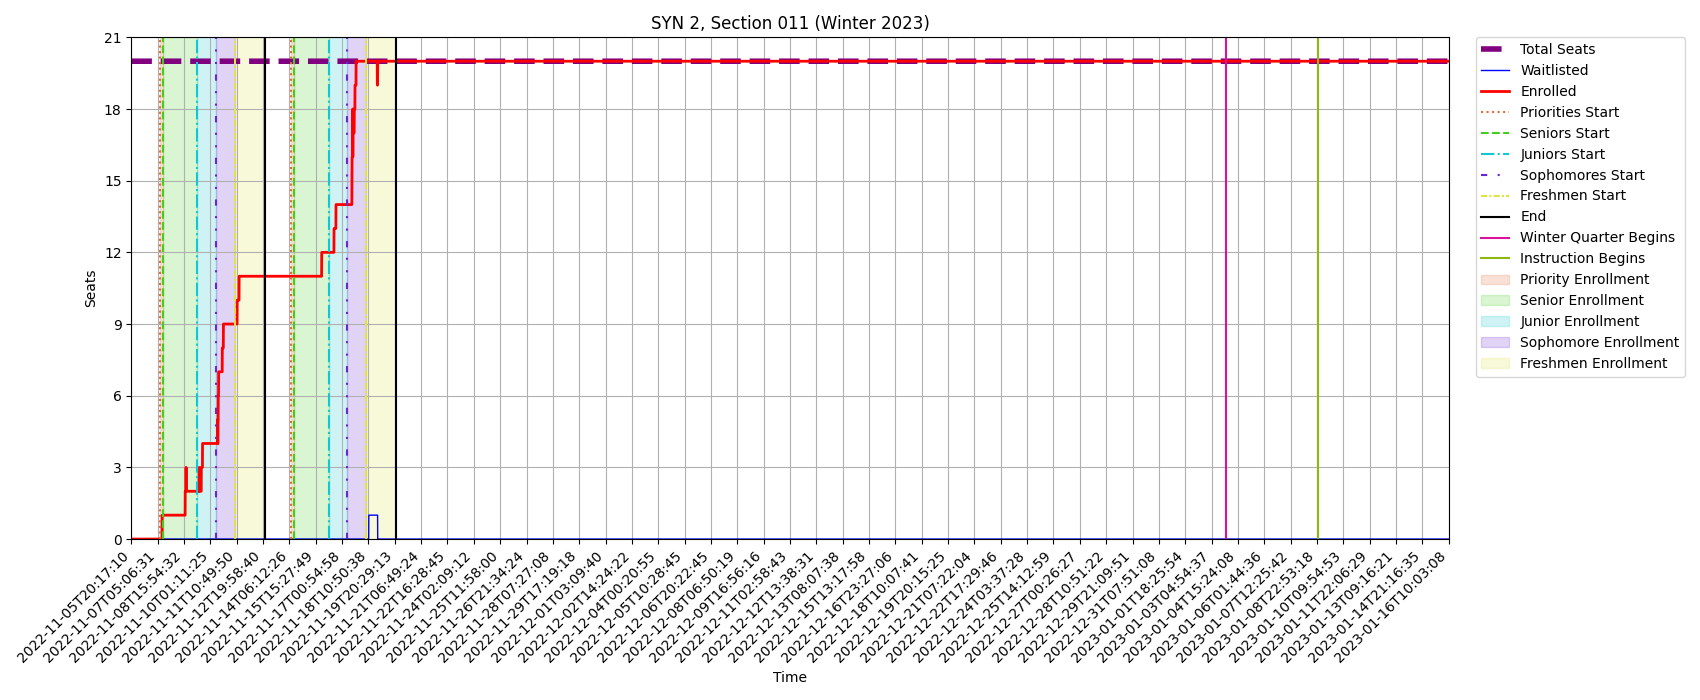 SYN 2, Section 011 (Winter 2023)
Seats
21
18
15
12
9
6
3
0
2022-11-05T20:17:10
2022-11-07T05:06:31
2022-11-08T15:54:32
2022-11-10T01:11:25
2022-11-11T10:49:50
2022-11-12T19:58:40
2022-11-14T06:12:26
2022-11-15T15:27:49
2022-11-17T00:54:58
2022-11-18T10:50:38
2022-11-19T20:29:13
2022-11-21T06:49:24
2022-11-22T16:28:45
2022-11-24T02:09:12
2022-11-25T11:58:00
2022-11-26T21:34:24
2022-11-28T07:27:08
2022-11-29T17:19:18
2022-12-01T03:09:40
2022-12-02T14:24:22
2022-12-04T00:20:55
2022-12-05T10:28:45
2022-12-06T20:22:45
2022-12-08T06:50:19
2022-12-09T16:56:16
2022-12-11T02:58:43
2022-12-12T12:38:31
2022-12-13T08:07:38
2022-12-15T13:17:58
2022-12-16T23:27:06
2022-12-18T10:07:41
2022-12-19T20:15:25
2022-12-21T07:22:04
2022-12-22T17:29:46
2022-12-24T03:37:28
2022-12-25T14:12:59
2022-12-27T00:26:27
2022-12-28T10:51:22
2022-12-29T21:09:51
2022-12-31T07:51:08
2023-01-01T18:25:54
2023-01-03T04:54:37
2023-01-04T15:24:08
2023-01-06T01:44:36
2023-01-07T12:25:42
2023-01-08T22:53:18
2023-01-10T09:54:53
2023-01-11T22:06:29
2023-01-13T09:16:21
2023-01-14T21:16:35
2023-01-16T10:03:08
Time
Total Seats
Waitlisted
Enrolled
Priorities Start
Seniors Start
Juniors Start
Sophomores Start
Freshmen Start
End
Winter Quarter Begins
Instruction Begins
Priority Enrollment
Senior Enrollment
Junior Enrollment
Sophomore Enrollment
Freshmen Enrollment